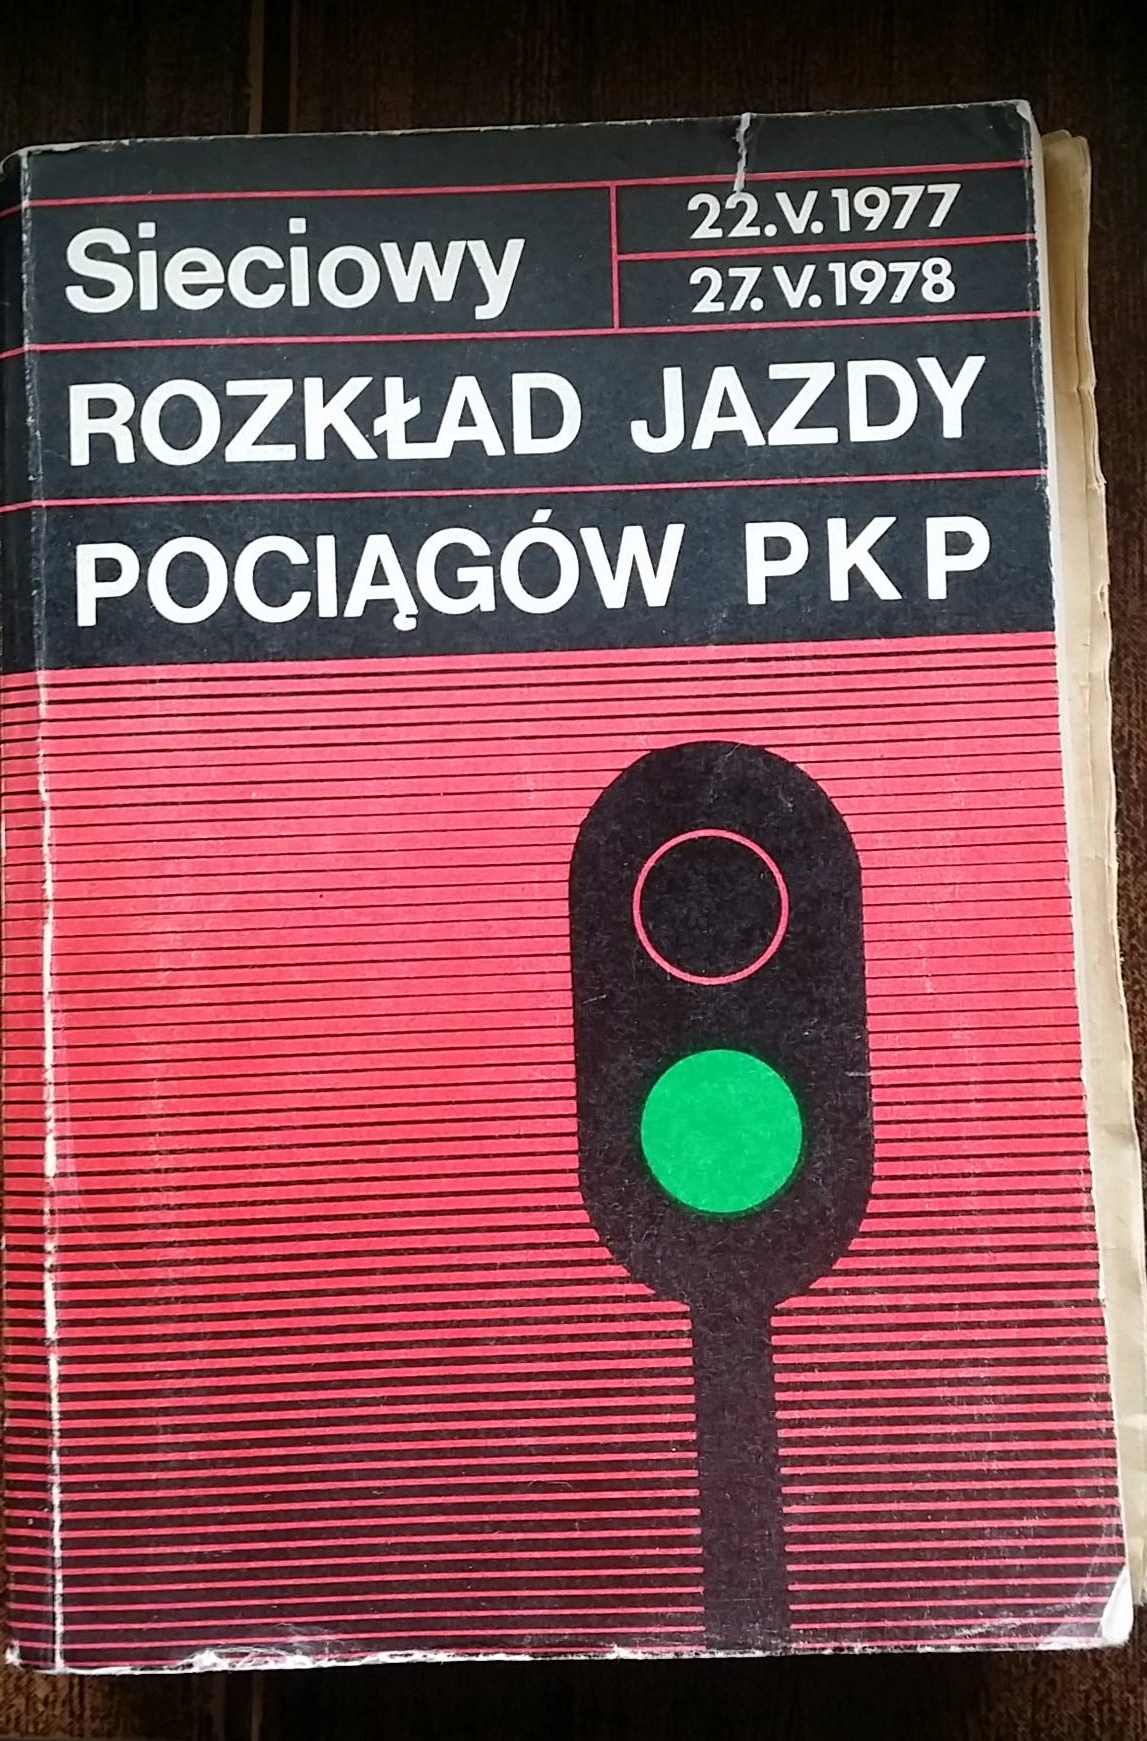 Sieciowy
22.V.1977
27.V.1978
ROZKŁAD JAZDY
POCIĄGÓW PKP